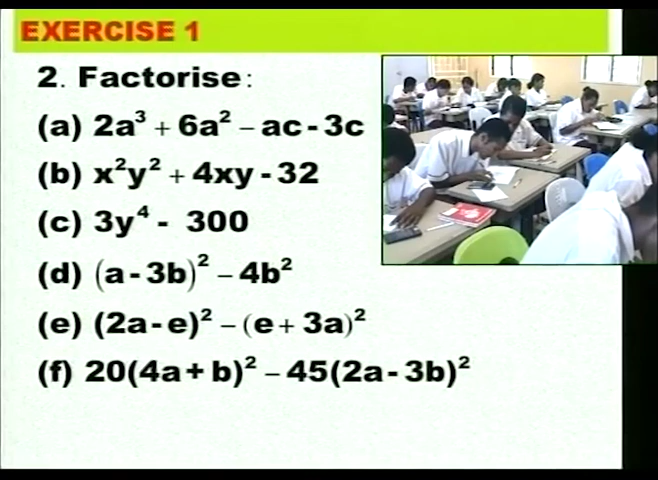 EXERCISE 1
2. Factorise:
(a) 2a³ + 6a² – ac - 3c
(b) x²y² + 4xy - 32
(c) 3y⁴ - 300
(d) (a - 3b)² – 4b²
(e) (2a - e)² – (e + 3a)²
(f) 20(4a + b)² – 45(2a - 3b)²